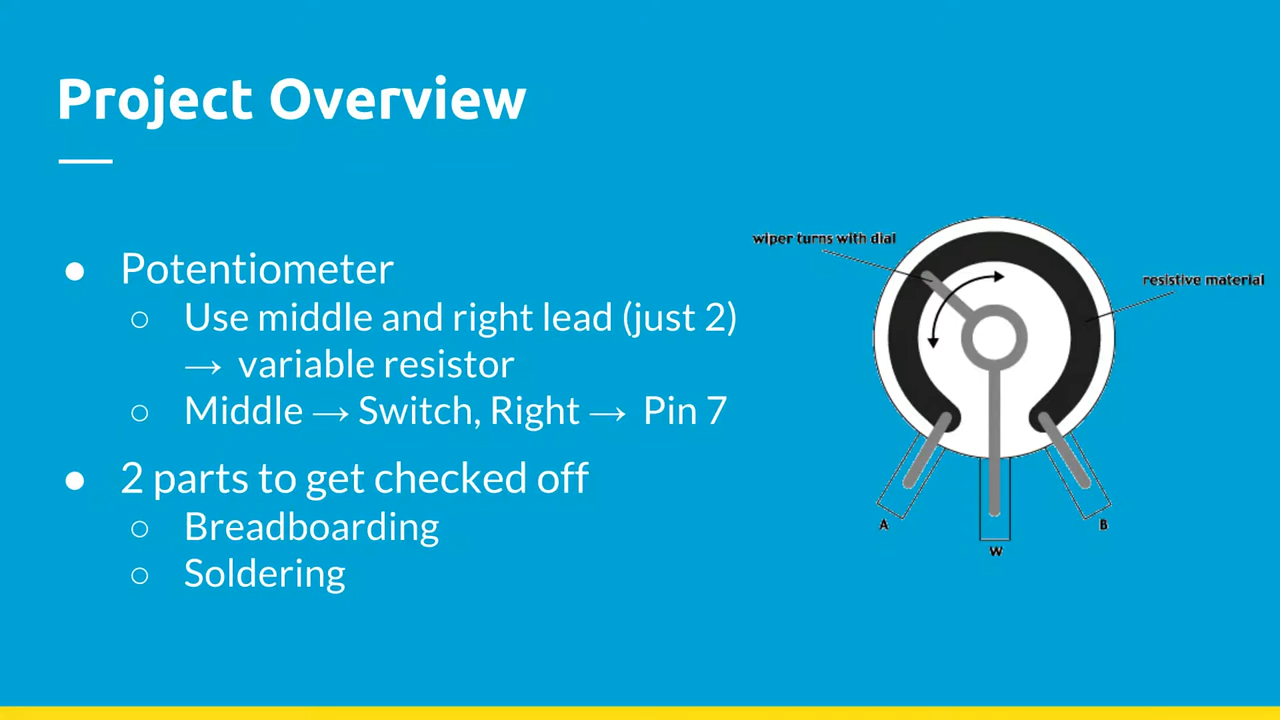 Project Overview
● Potentiometer
○ Use middle and right lead (just 2)
→ variable resistor
○ Middle → Switch, Right → Pin 7
● 2 parts to get checked off
○ Breadboarding
○ Soldering
wiper turns with dial
resistive material
A
W
B